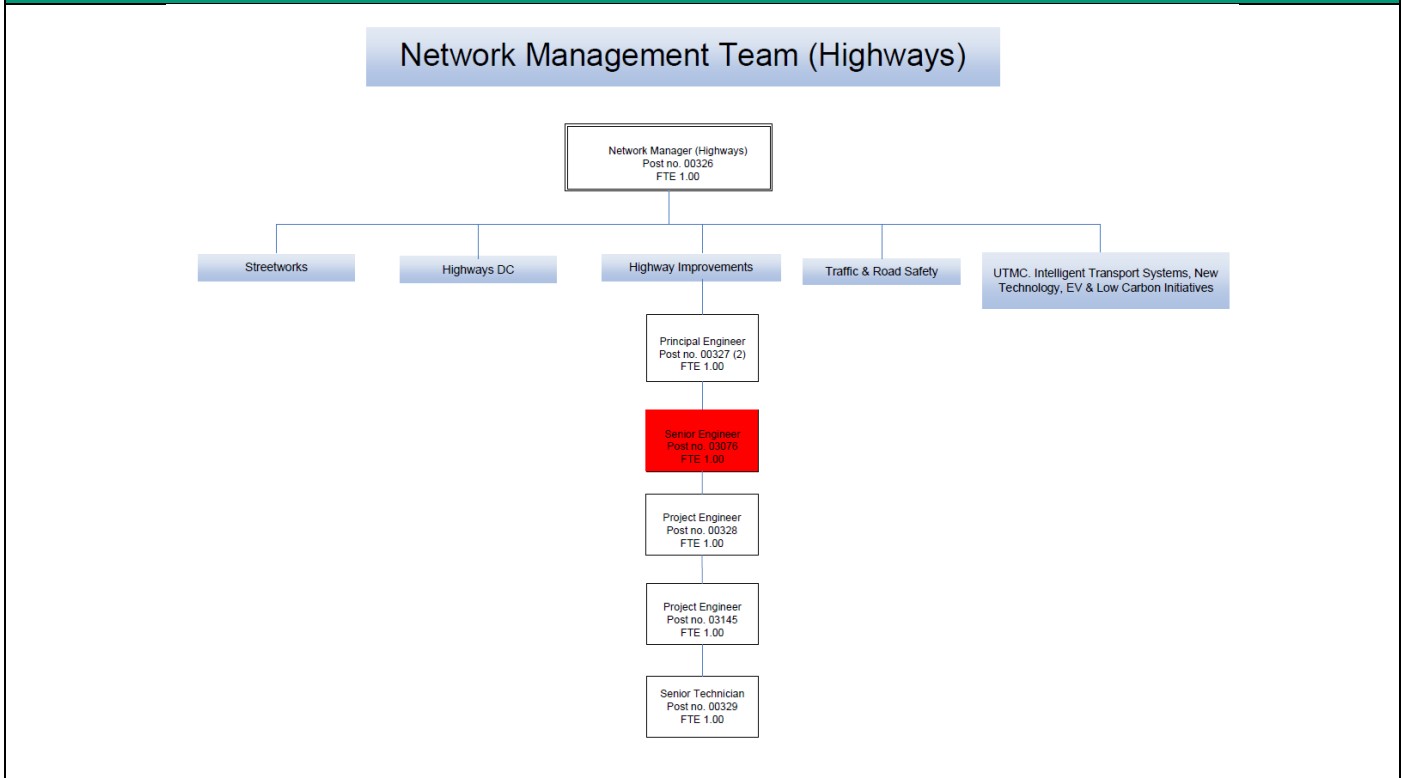 Network Management Team (Highways)
Network Manager (Highways)
Post no. 00326
FTE 1.00
Streetworks
Highways DC
Highway Improvements
Traffic & Road Safety
UTMC. Intelligent Transport Systems, New
Technology, EV & Low Carbon Initiatives
Principal Engineer
Post no. 00327 (2)
FTE 1.00
Senior Engineer
Post no. 03076
FTE 1.00
Project Engineer
Post no. 00328
FTE 1.00
Project Engineer
Post no. 03145
FTE 1.00
Senior Technician
Post no. 00329
FTE 1.00